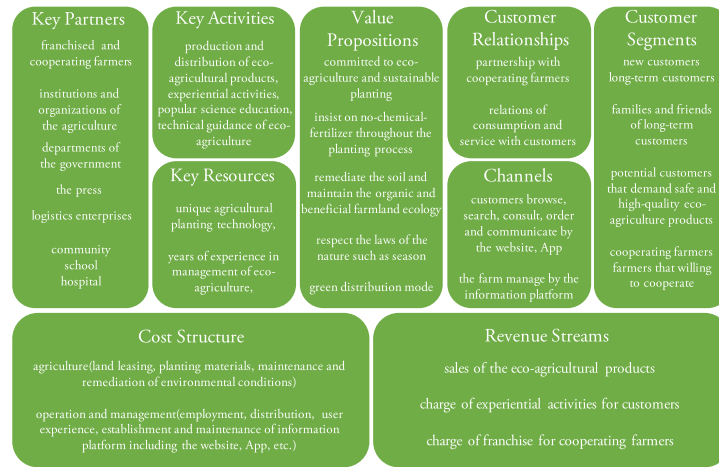 Key Partners
franchised and
cooperating farmers
institutions and
organizations of
the agriculture
departments of
the government
the press
logistics enterprises
community
school
hospital
Key Activities
production and
distribution of eco-
agricultural products,
experiential activities,
popular science education,
technical guidance of eco-
agriculture
Key Resources
unique agricultural
planting technology,
years of experience in
management of eco-
agriculture,
Value
Propositions
committed to eco-
agriculture and sustainable
planting
insist on no-chemical-
fertilizer throughout the
planting process
remediate the soil and
maintain the organic and
beneficial farmland ecology
respect the laws of the
nature such as season
green distribution mode
Customer
Relationships
partnership with
cooperating farmers
relations of
consumption and
service with customers
Channels
customers browse,
search, consult, order
and communicate by
the website, App
the farm manage by the
information platform
Customer
Segments
new customers
long-term customers
families and friends
of long-term
customers
potential customers
that demand safe and
high-quality eco-
agriculture products
cooperating farmers
farmers that willing
to cooperate
Cost Structure
agriculture(land leasing, planting materials, maintenance and
remediation of environmental conditions)
operation and management(employment, distribution, user
experience, establishment and maintenance of information
platform including the website, App, etc.)
Revenue Streams
sales of the eco-agricultural products
charge of experiential activities for customers
charge of franchise for cooperating farmers